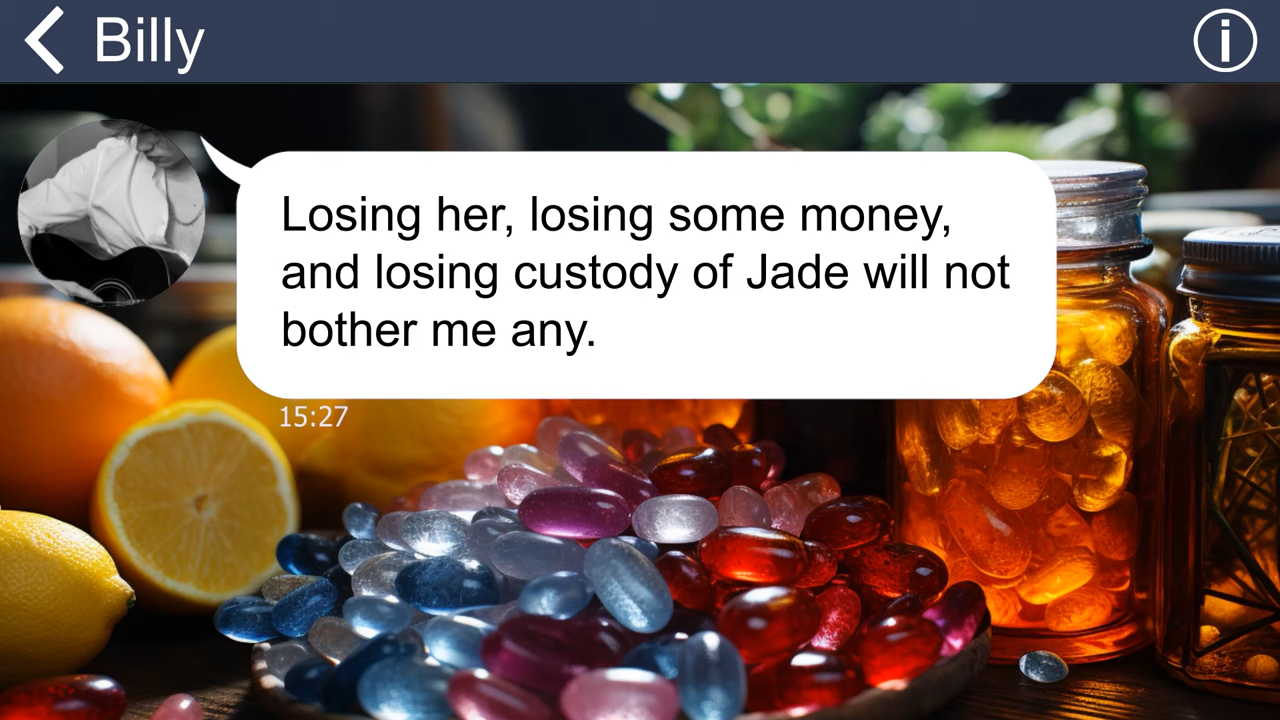 Billy
Losing her, losing some money,
and losing custody of Jade will not
bother me any.
15:27